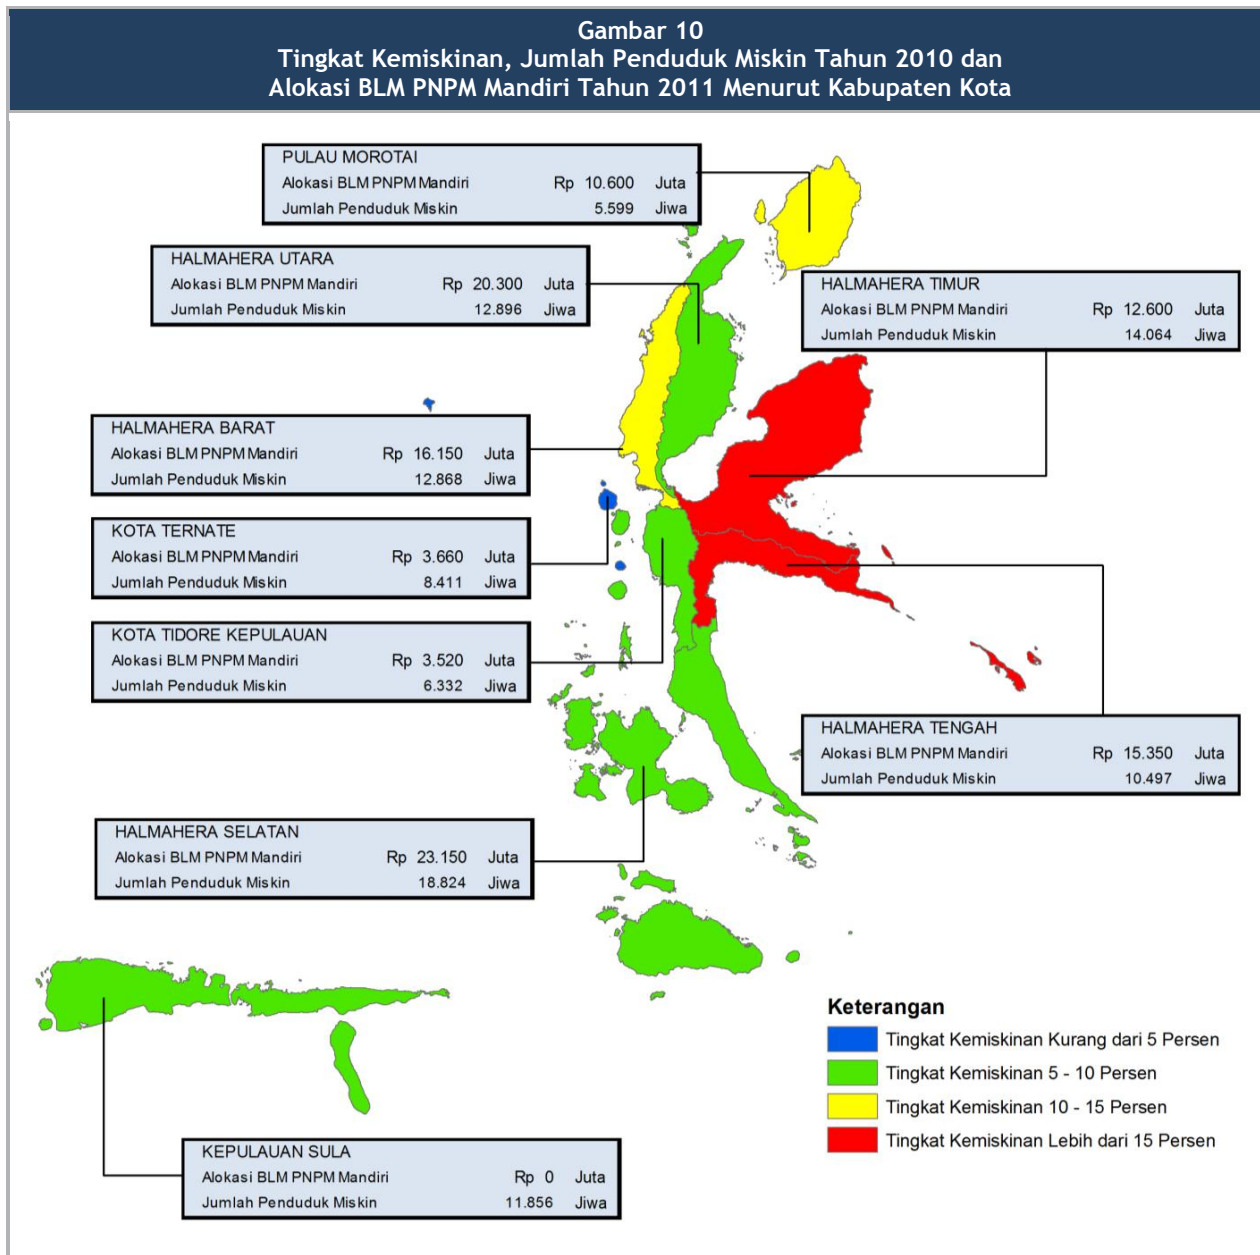 Gambar 10
Tingkat Kemiskinan, Jumlah Penduduk Miskin Tahun 2010 dan
Alokasi BLM PNPM Mandiri Tahun 2011 Menurut Kabupaten Kota
PULAU MOROTAI
Alokasi BLM PNPM Mandiri Rp 10.600 Juta
Jumlah Penduduk Miskin 5.599 Jiwa
HALMAHERA UTARA
Alokasi BLM PNPM Mandiri Rp 20.300 Juta
Jumlah Penduduk Miskin 12.896 Jiwa
HALMAHERA TIMUR
Alokasi BLM PNPM Mandiri Rp 12.600 Juta
Jumlah Penduduk Miskin 14.064 Jiwa
HALMAHERA BARAT
Alokasi BLM PNPM Mandiri Rp 16.150 Juta
Jumlah Penduduk Miskin 12.868 Jiwa
KOTA TERNATE
Alokasi BLM PNPM Mandiri Rp 3.660 Juta
Jumlah Penduduk Miskin 8.411 Jiwa
KOTA TIDORE KEPULAUAN
Alokasi BLM PNPM Mandiri Rp 3.520 Juta
Jumlah Penduduk Miskin 6.332 Jiwa
HALMAHERA TENGAH
Alokasi BLM PNPM Mandiri Rp 15.350 Juta
Jumlah Penduduk Miskin 10.497 Jiwa
HALMAHERA SELATAN
Alokasi BLM PNPM Mandiri Rp 23.150 Juta
Jumlah Penduduk Miskin 18.824 Jiwa
Keterangan
Tingkat Kemiskinan Kurang dari 5 Persen
Tingkat Kemiskinan 5 - 10 Persen
Tingkat Kemiskinan 10 - 15 Persen
Tingkat Kemiskinan Lebih dari 15 Persen
KEPULAUAN SULA
Alokasi BLM PNPM Mandiri Rp 0 Juta
Jumlah Penduduk Miskin 11.856 Jiwa